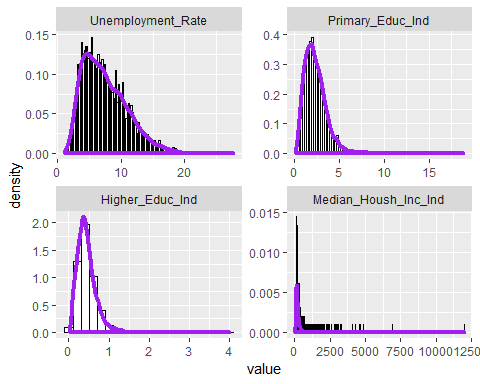 Unemployment_Rate
Primary_Educ_Ind
0.15
0.10
0.05
0.00
0 10 20
0.4
0.3
0.2
0.1
0.0
0 5 10 15
density
Higher_Educ_Ind
Median_Housh_Inc_Ind
2.0
1.5
1.0
0.5
0.0
0 1 2 3 4
0.015
0.010
0.005
0.000
0 2500 5000 7500 10000 12500
value